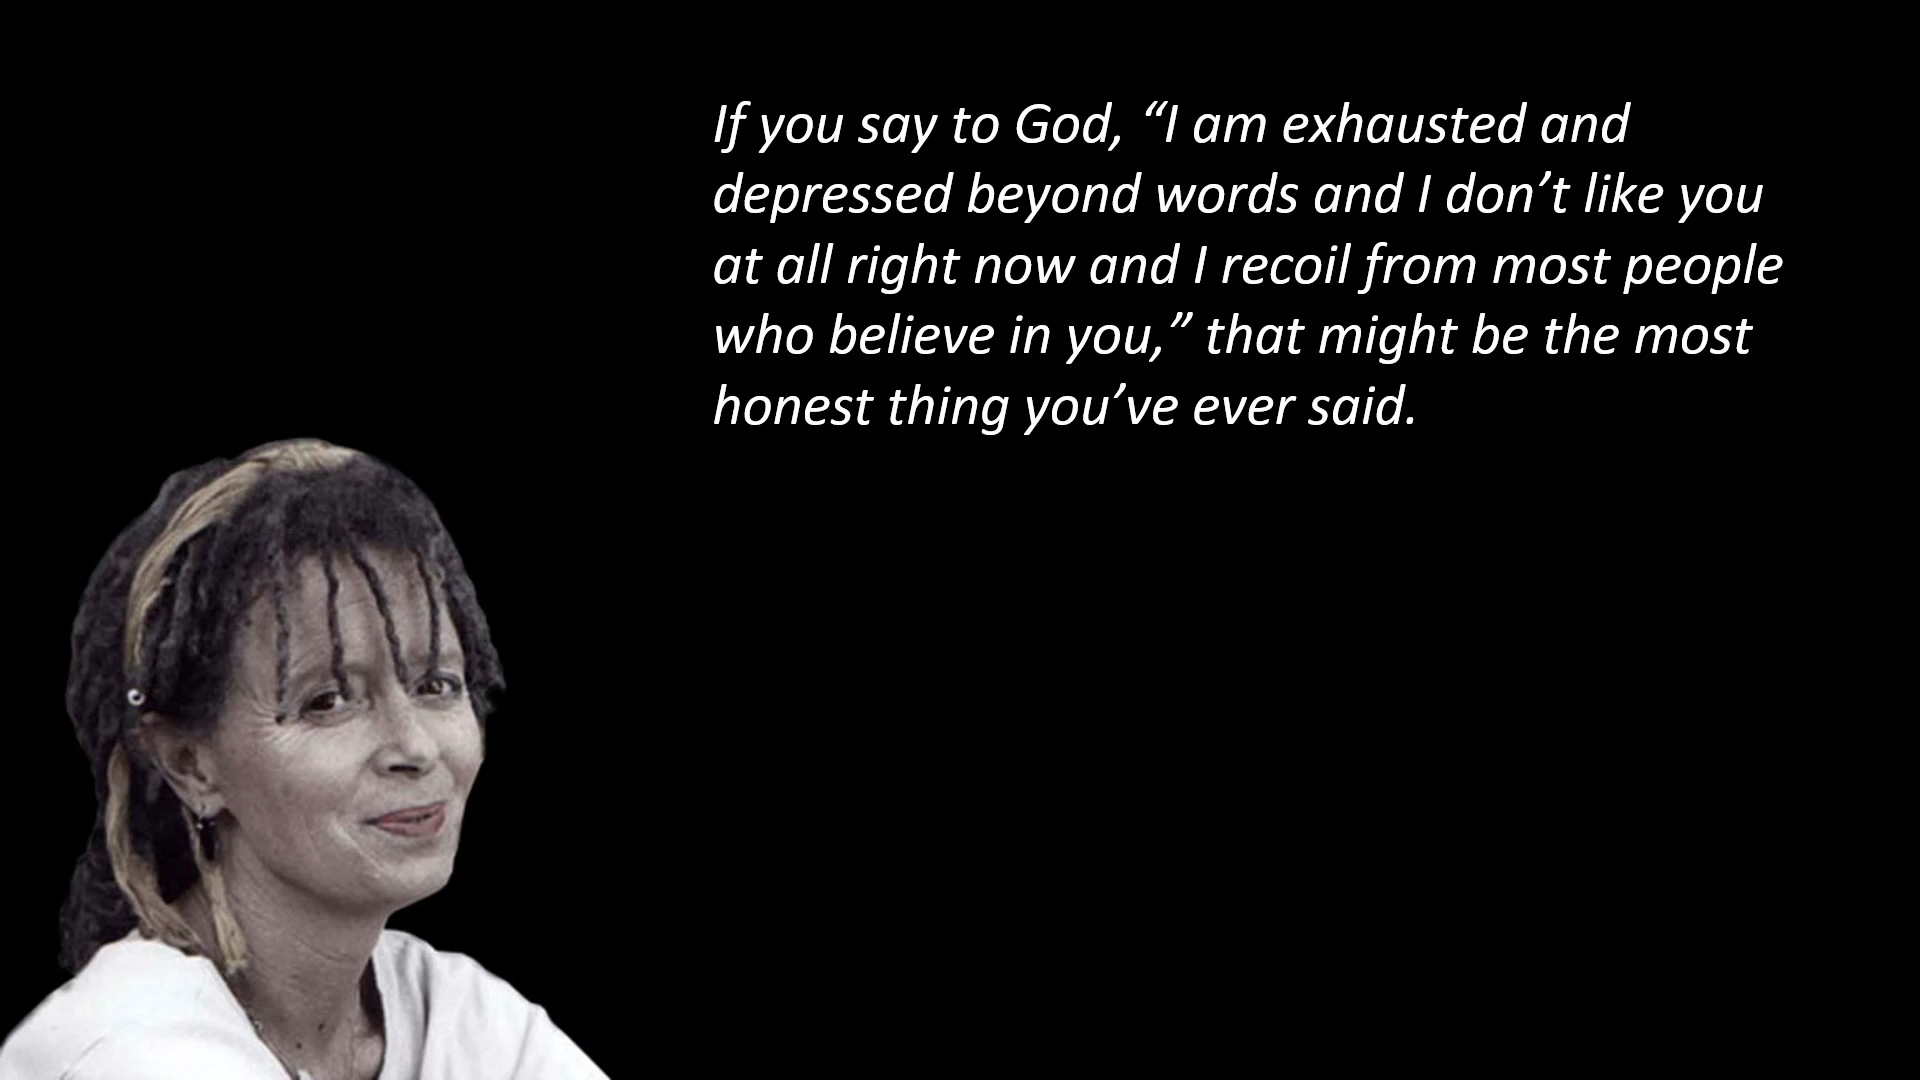 If you say to God, “I am exhausted and
depressed beyond words and I don’t like you
at all right now and I recoil from most people
who believe in you,” that might be the most
honest thing you’ve ever said.